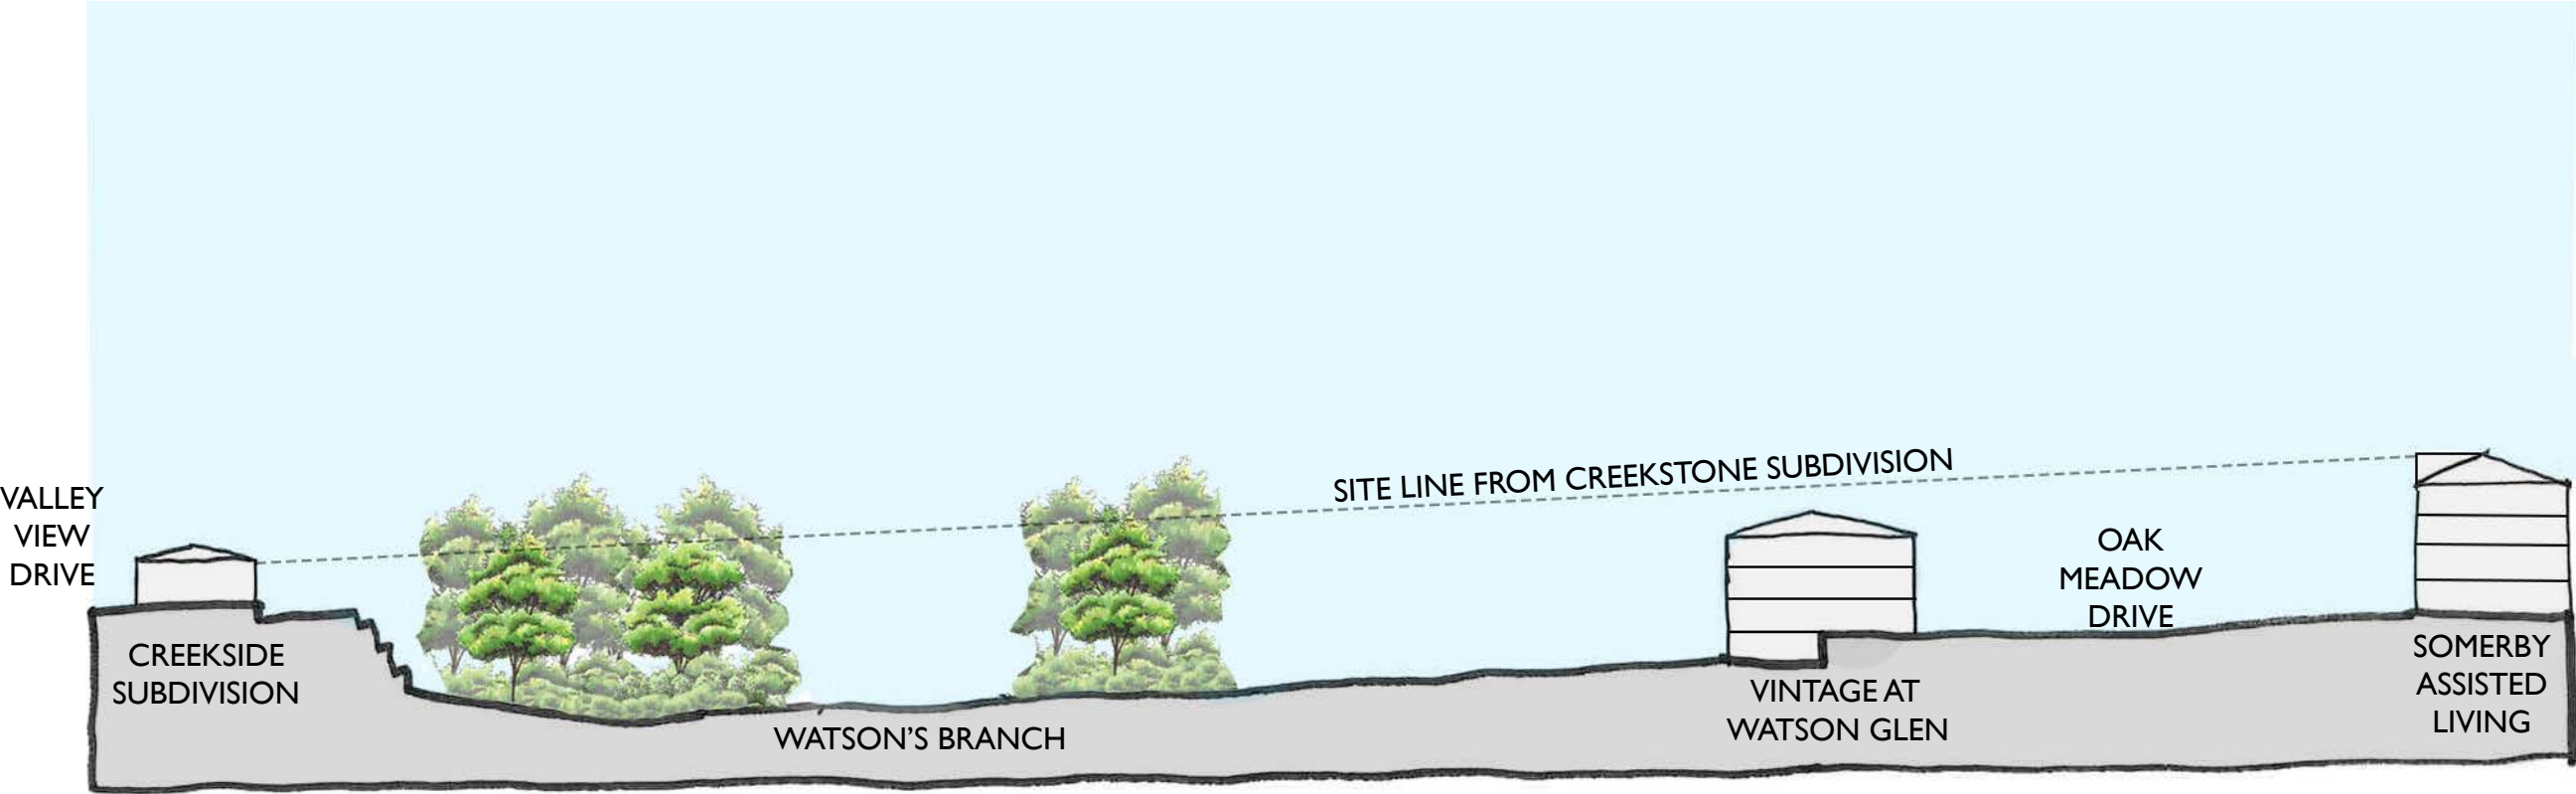 VALLEY
VIEW
DRIVE
CREEKSIDE
SUBDIVISION
WATSON'S BRANCH
SITE LINE FROM CREEKSTONE SUBDIVISION
VINTAGE AT
WATSON GLEN
OAK
MEADOW
DRIVE
SOMERBY
ASSISTED
LIVING